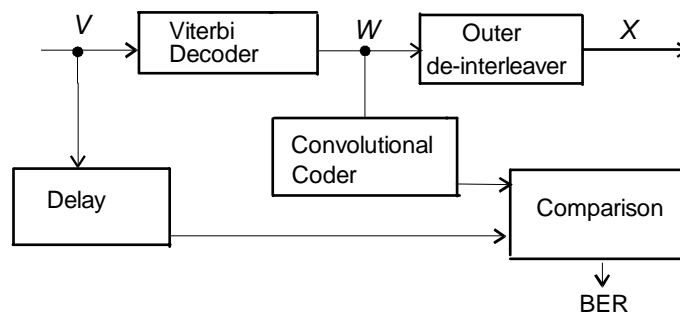 V
Viterbi
Decoder
W
Outer
de-interleaver
X
Convolutional
Coder
Delay
Comparison
BER